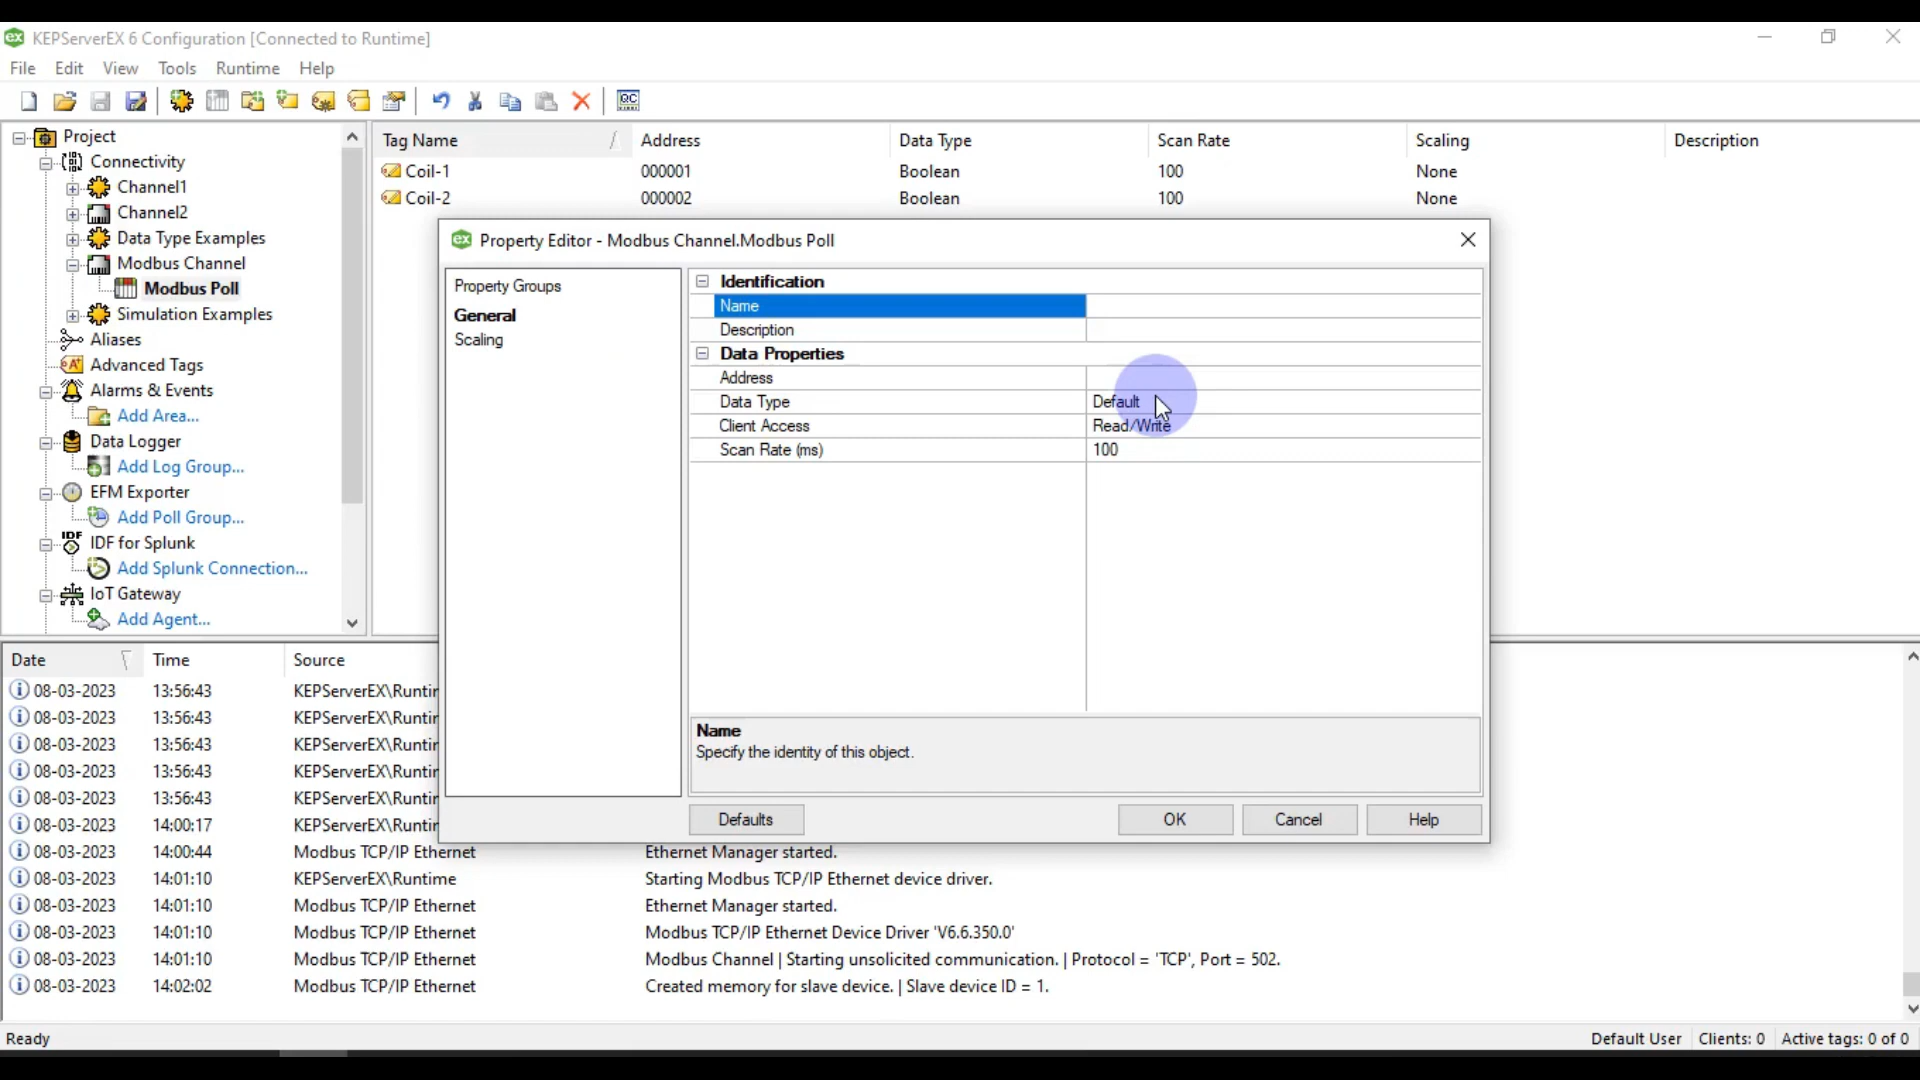 KEPServerEX 6 Configuration [Connected to Runtime]
File Edit View Tools Runtime Help
Project
Connectivity
Channel1
Channel2
Data Type Examples
Modbus Channel
Modbus Poll
Simulation Examples
Aliases
Advanced Tags
Alarms & Events
Add Area...
Data Logger
Add Log Group...
EFM Exporter
Add Poll Group...
IDF for Splunk
Add Splunk Connection...
IoT Gateway
Add Agent...
Tag Name Address Data Type Scan Rate Scaling Description
Coil-1 000001 Boolean 100 None
Coil-2 000002 Boolean 100 None
Property Editor - Modbus Channel.Modbus Poll
Property Groups
General
Scaling
Identification
Name
Description
Data Properties
Address
Data Type Default
Client Access Read/Write
Scan Rate (ms) 100
Name
Specify the identity of this object.
Defaults OK Cancel Help
Date Time Source
08-03-2023 13:56:43 KEPServerEX\Runtin
08-03-2023 13:56:43 KEPServerEX\Runtin
08-03-2023 13:56:43 KEPServerEX\Runtin
08-03-2023 13:56:43 KEPServerEX\Runtin
08-03-2023 13:56:43 KEPServerEX\Runtin
08-03-2023 14:00:17 KEPServerEX\Runtin
08-03-2023 14:00:44 Modbus TCP/IP Ethernet Ethernet Manager started.
08-03-2023 14:01:10 KEPServerEX\Runtime Starting Modbus TCP/IP Ethernet device driver.
08-03-2023 14:01:10 Modbus TCP/IP Ethernet Ethernet Manager started.
08-03-2023 14:01:10 Modbus TCP/IP Ethernet Modbus TCP/IP Ethernet Device Driver 'V6.6.350.0'
08-03-2023 14:01:10 Modbus TCP/IP Ethernet Modbus Channel | Starting unsolicited communication. | Protocol = 'TCP', Port = 502.
08-03-2023 14:02:02 Modbus TCP/IP Ethernet Created memory for slave device. | Slave device ID = 1.
Ready Default User Clients: 0 Active tags: 0 of 0